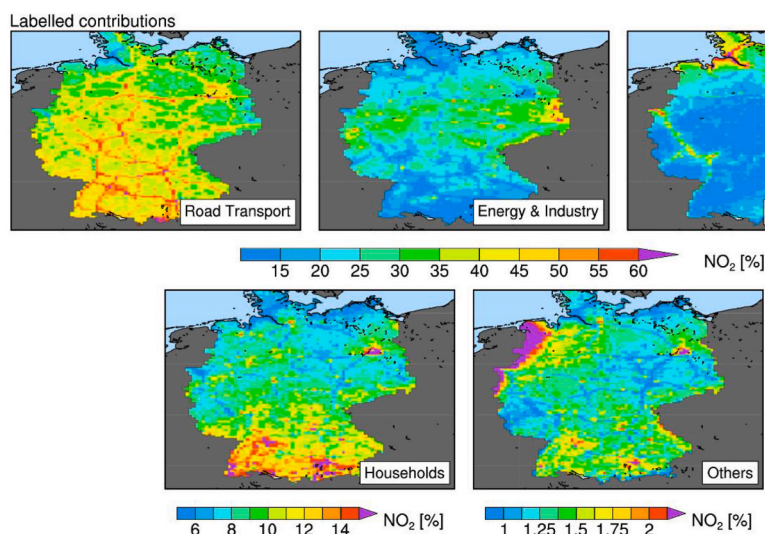 Labelled contributions
Road Transport
Energy & Industry
15 20 25 30 35 40 45 50 55 60 NO₂ [%]
Households
Others
6 8 10 12 14 NO₂ [%]
1 1.25 1.5 1.75 2 NO₂ [%]